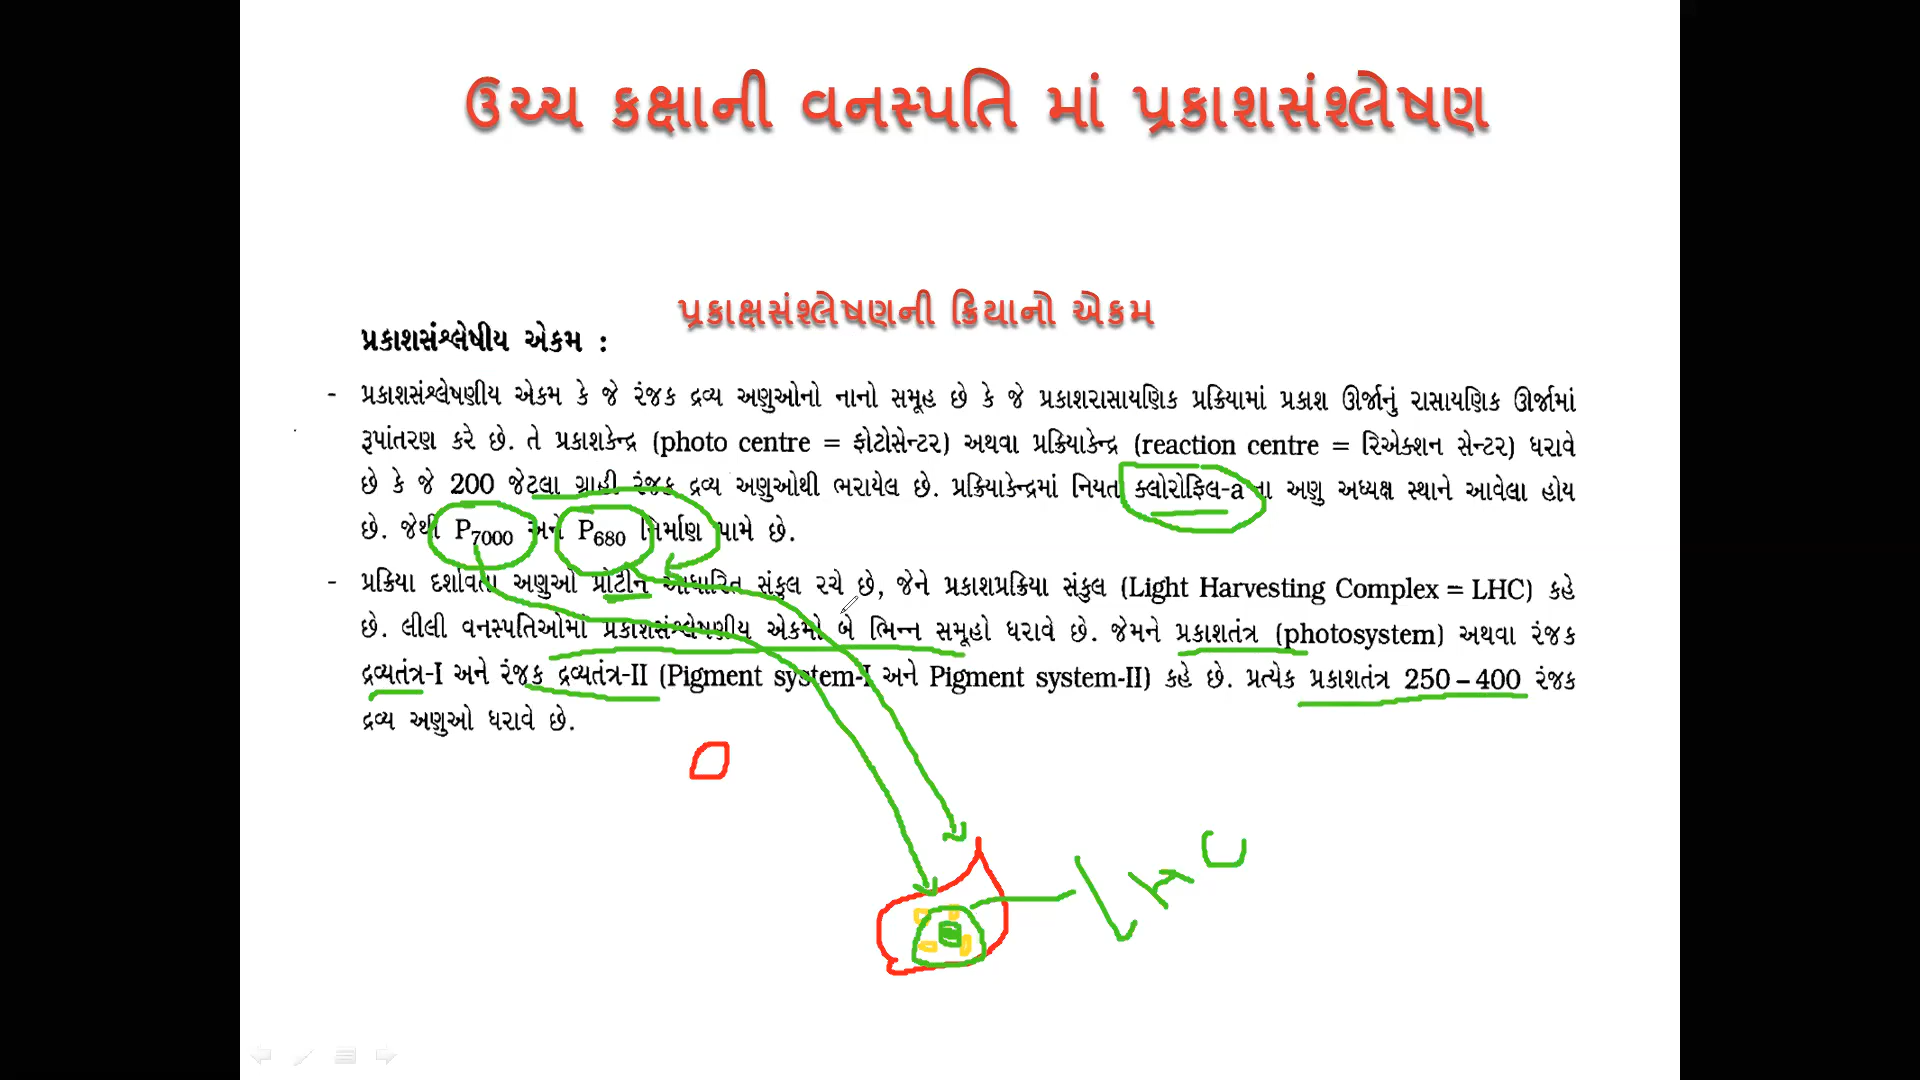 ઉચ્ચ કક્ષાની વનસ્પતિ માં પ્રકાશસંશ્લેષણ
પ્રકાક્ષસંશ્લેષણની ક્રિયાનો એકમ
પ્રકાશસંશ્લેષીય એકમ :
- પ્રકાશસંશ્લેષણીય એકમ કે જે રંજક દ્રવ્ય અણુઓનો નાનો સમૂહ છે કે જે પ્રકાશરાસાયણિક પ્રક્રિયામાં પ્રકાશ ઊર્જાનું રાસાયણિક ઊર્જામાં
રૂપાંતરણ કરે છે. તે પ્રકાશકેન્દ્ર (photo centre = ફોટોસેન્ટર) અથવા પ્રક્રિયાકેન્દ્ર (reaction centre = રિએક્શન સેન્ટર) ધરાવે
છે કે જે 200 જેટલા ગ્રાહી રંજક દ્રવ્ય અણુઓથી ભરાયેલ છે. પ્રક્રિયાકેન્દ્રમાં નિયત ક્લોરોફિલ-a ના અણુ અધ્યક્ષ સ્થાને આવેલા હોય
છે. જેથી P7000 અને P680 નિર્માણ પામે છે.
- પ્રક્રિયા દર્શાવતા અણુઓ પ્રોટીન આધારિત સંકુલ રચે છે, જેને પ્રકાશપ્રક્રિયા સંકુલ (Light Harvesting Complex = LHC) કહે
છે. લીલી વનસ્પતિઓમાં પ્રકાશસંશ્લેષણીય એકમો બે ભિન્ન સમૂહો ધરાવે છે. જેમને પ્રકાશતંત્ર (photosystem) અથવા રંજક
દ્રવ્યતંત્ર-I અને રંજક દ્રવ્યતંત્ર-II (Pigment system-I અને Pigment system-II) કહે છે. પ્રત્યેક પ્રકાશતંત્ર 250 – 400 રંજક
દ્રવ્ય અણુઓ ધરાવે છે.
LHC